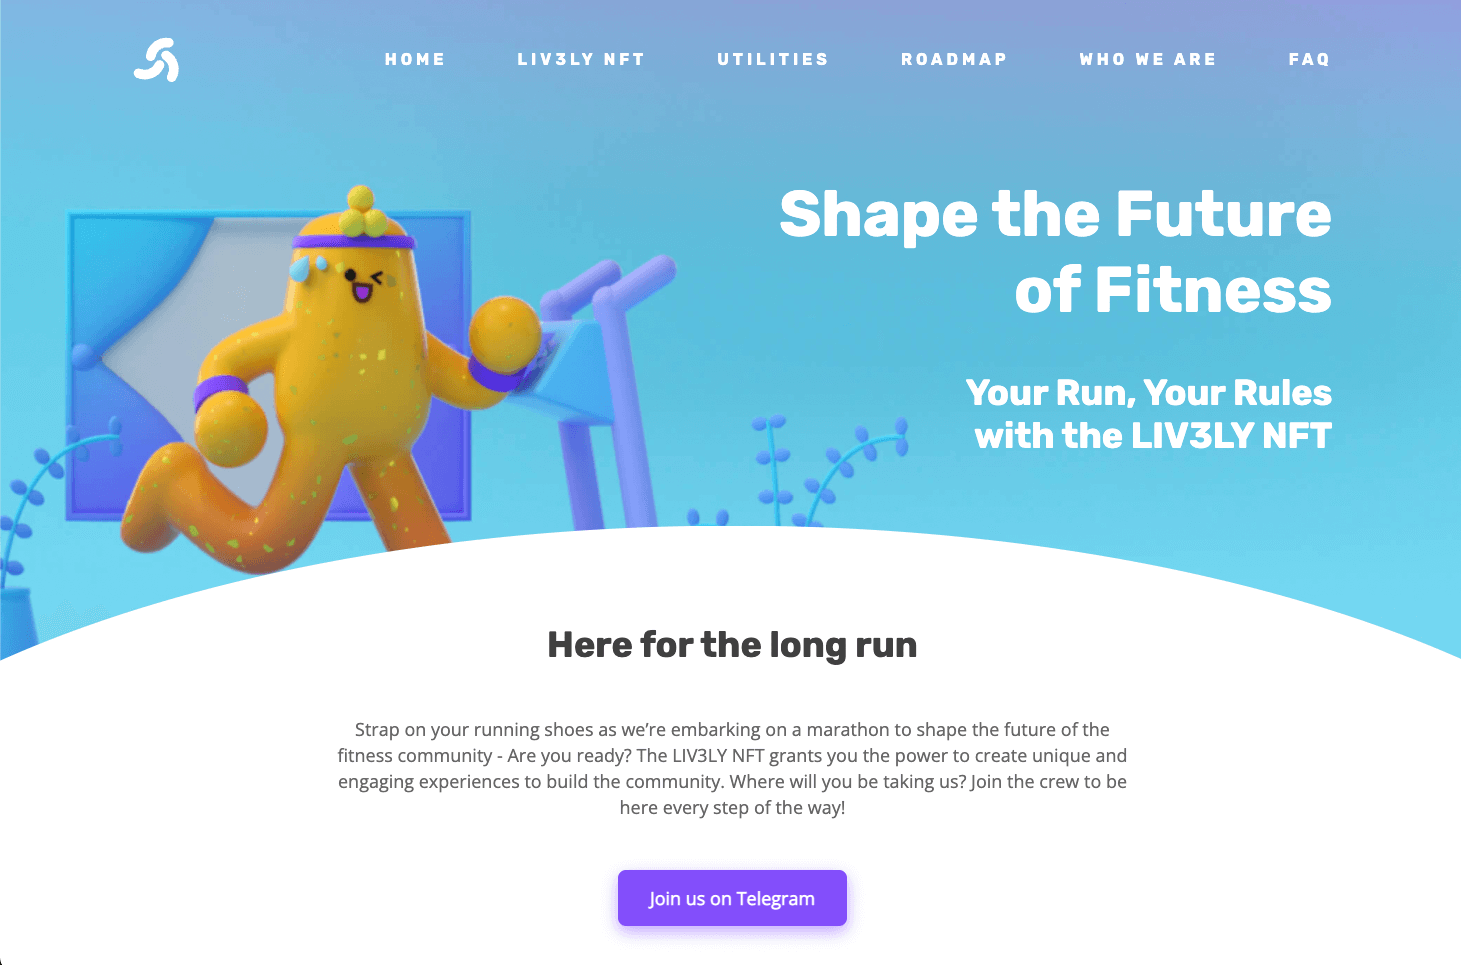 HOME LIV3LY NFT UTILITIES ROADMAP WHO WE ARE FAQ
Shape the Future
of Fitness
Your Run, Your Rules
with the LIV3LY NFT
Here for the long run
Strap on your running shoes as we’re embarking on a marathon to shape the future of the
fitness community - Are you ready? The LIV3LY NFT grants you the power to create unique and
engaging experiences to build the community. Where will you be taking us? Join the crew to be
here every step of the way!
Join us on Telegram